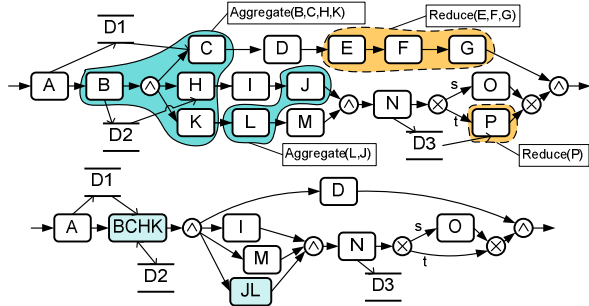 Aggregate(B,C,H,K)
Reduce(E,F,G)
D1
C D E F G
A B ∧ H I J
∧ N ⊗ s O ⊗ ∧
K L M
t P
D2
D3
Aggregate(L,J)
Reduce(P)
D1
D
A BCHK ∧ I ∧ N ⊗ s O ⊗ ∧
M
t
D2
JL
D3